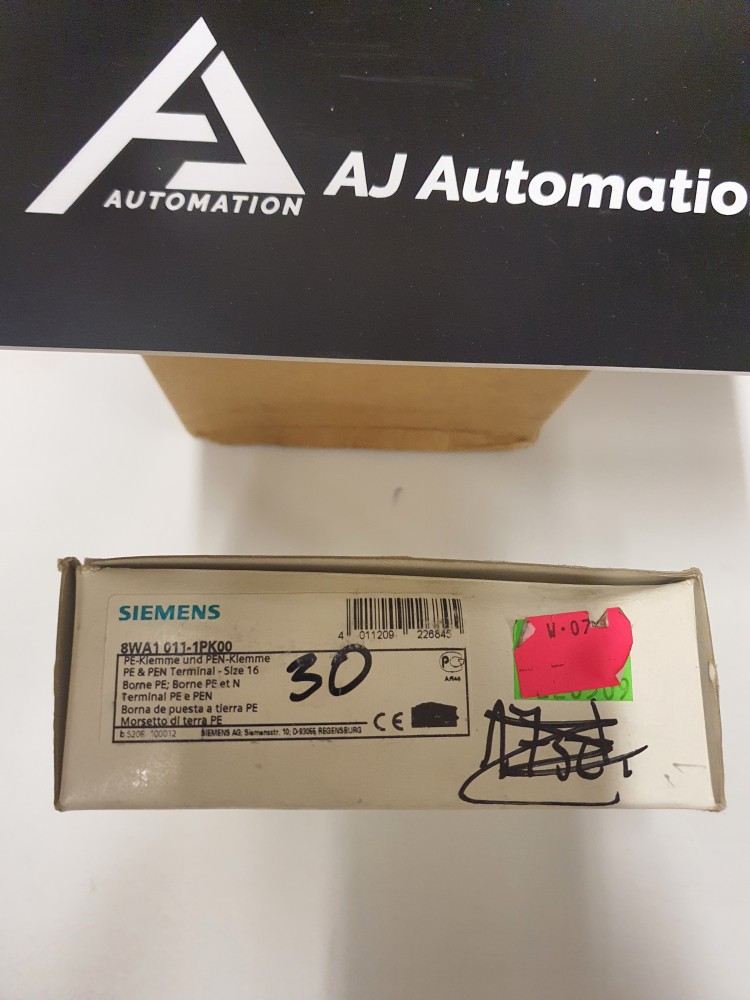 AUTOMATION
AJ Automatio
SIEMENS
4 011209 226845
8WA1 011-1PK00
PE-Klemme und PEN-Klemme
PE & PEN Terminal - Size 16
Borne PE; Borne PE et N
Terminal PE e PEN
Borna de puesta a tierra PE
Morsetto di terra PE
30
CE
SIEMENS AG, Siemensstr. 10; D-93055 REGENSBURG
W·07